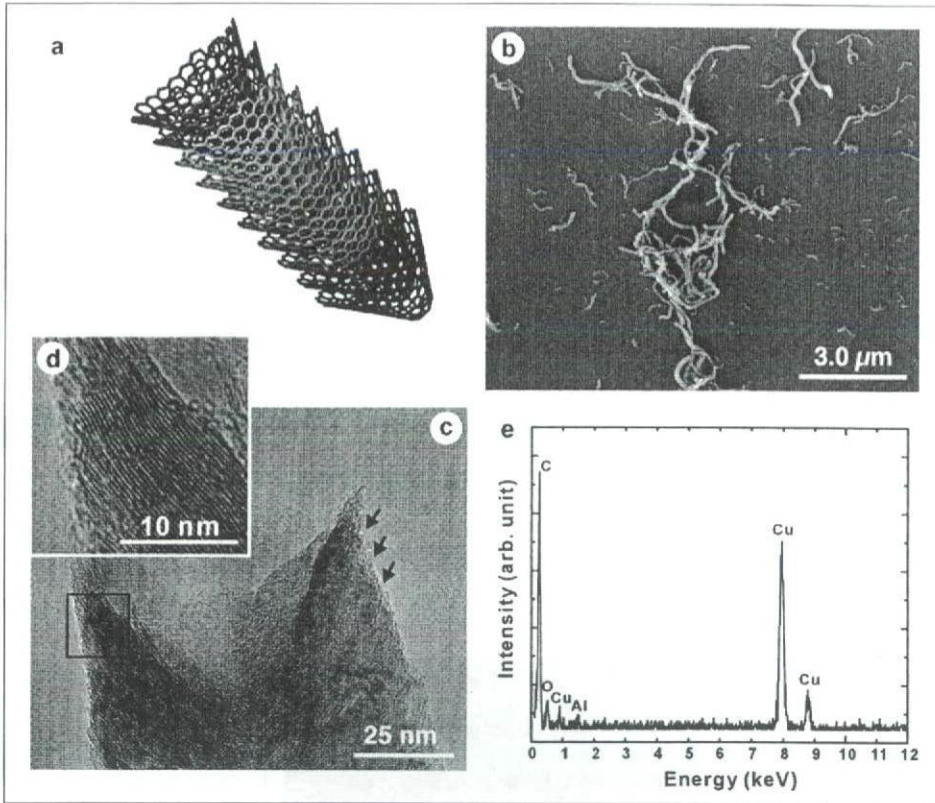 a
b
3.0 µm
d
10 nm
c
25 nm
e
Intensity (arb. unit)
C
O
Cu
Al
Cu
Cu
0 1 2 3 4 5 6 7 8 9 10 11 12
Energy (keV)